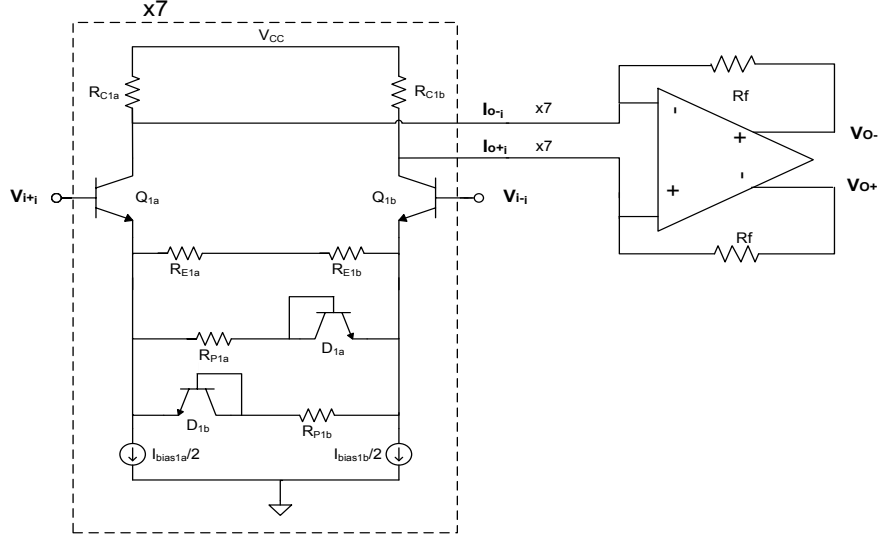 x7
VCC
RC1a
RC1b
Io-i x7
Rf
Io+i x7
-
+
Vo-
Vi+i
Q1a
Q1b
Vi-i
+
-
Vo+
Rf
RE1a
RE1b
RP1a
D1a
D1b
RP1b
Ibias1a/2
Ibias1b/2